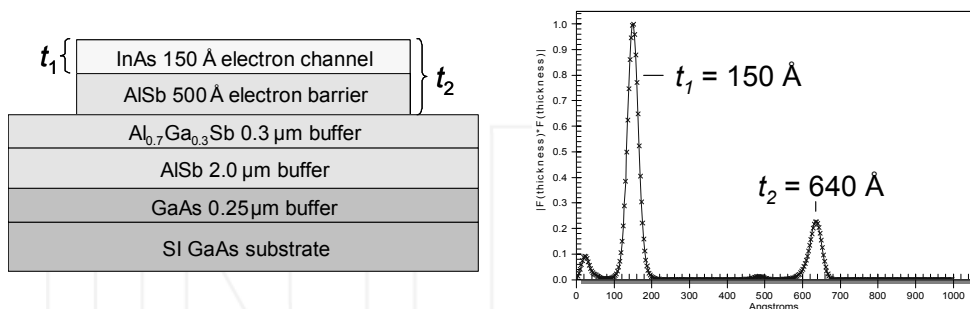 t₁
InAs 150 Å electron channel
AlSb 500 Å electron barrier
t₂
Al₀.₇Ga₀.₃Sb 0.3 µm buffer
AlSb 2.0 µm buffer
GaAs 0.25µm buffer
SI GaAs substrate
|F(thickness)*F(thickness)|
1.0
0.9
0.8
0.7
0.6
0.5
0.4
0.3
0.2
0.1
0.0
t₁ = 150 Å
t₂ = 640 Å
0 100 200 300 400 500 600 700 800 900 1000
Angstroms